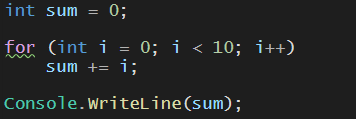 int sum = 0;
for (int i = 0; i < 10; i++)
    sum += i;
Console.WriteLine(sum);